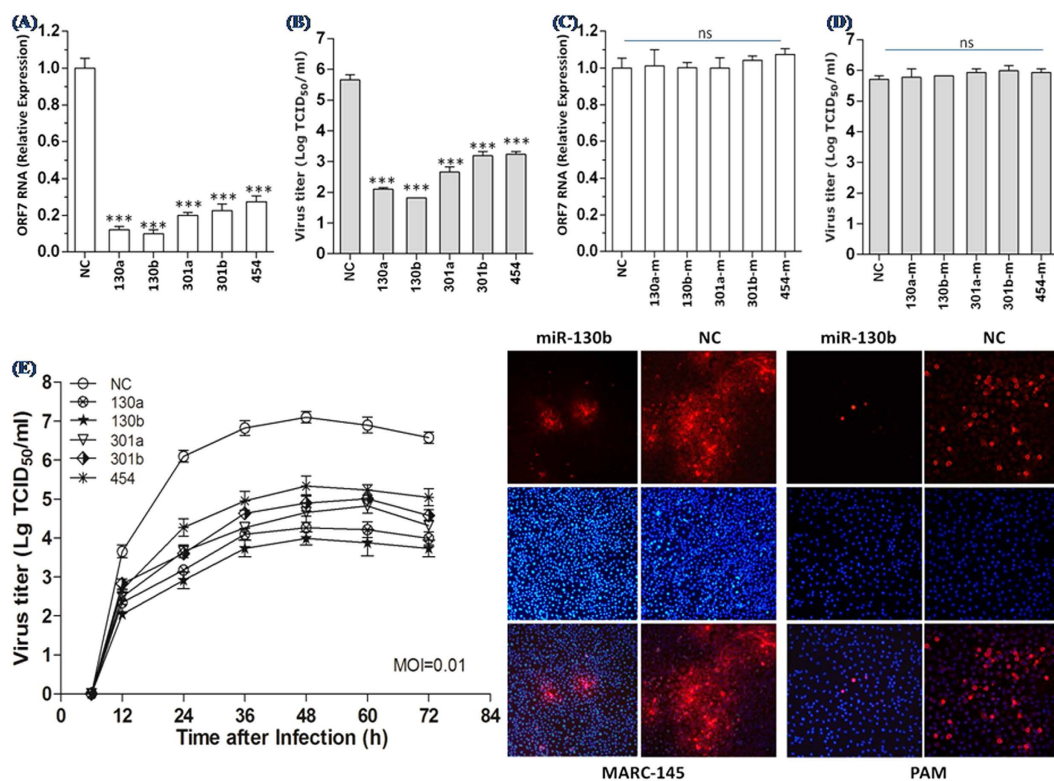 (A)
ORF7 RNA (Relative Expression)
1.2
1.0
0.8
0.6
0.4
0.2
0.0
***
***
***
***
***
NC
130a
130b
301a
301b
454
(B)
Virus titer (Log TCID50/ml)
7
6
5
4
3
2
1
0
***
***
***
***
***
NC
130a
130b
301a
301b
454
(C)
ORF7 RNA (Relative Expression)
1.2
1.0
0.8
0.6
0.4
0.2
0.0
ns
NC
130a-m
130b-m
301a-m
301b-m
454-m
(D)
Virus titer (Log TCID50/ml)
7
6
5
4
3
2
1
0
ns
NC
130a-m
130b-m
301a-m
301b-m
454-m
(E)
Virus titer (Lg TCID50/ml)
8
7
6
5
4
3
2
1
0
NC
130a
130b
301a
301b
454
MOI=0.01
0 12 24 36 48 60 72 84
Time after Infection (h)
miR-130b NC miR-130b NC
MARC-145 PAM